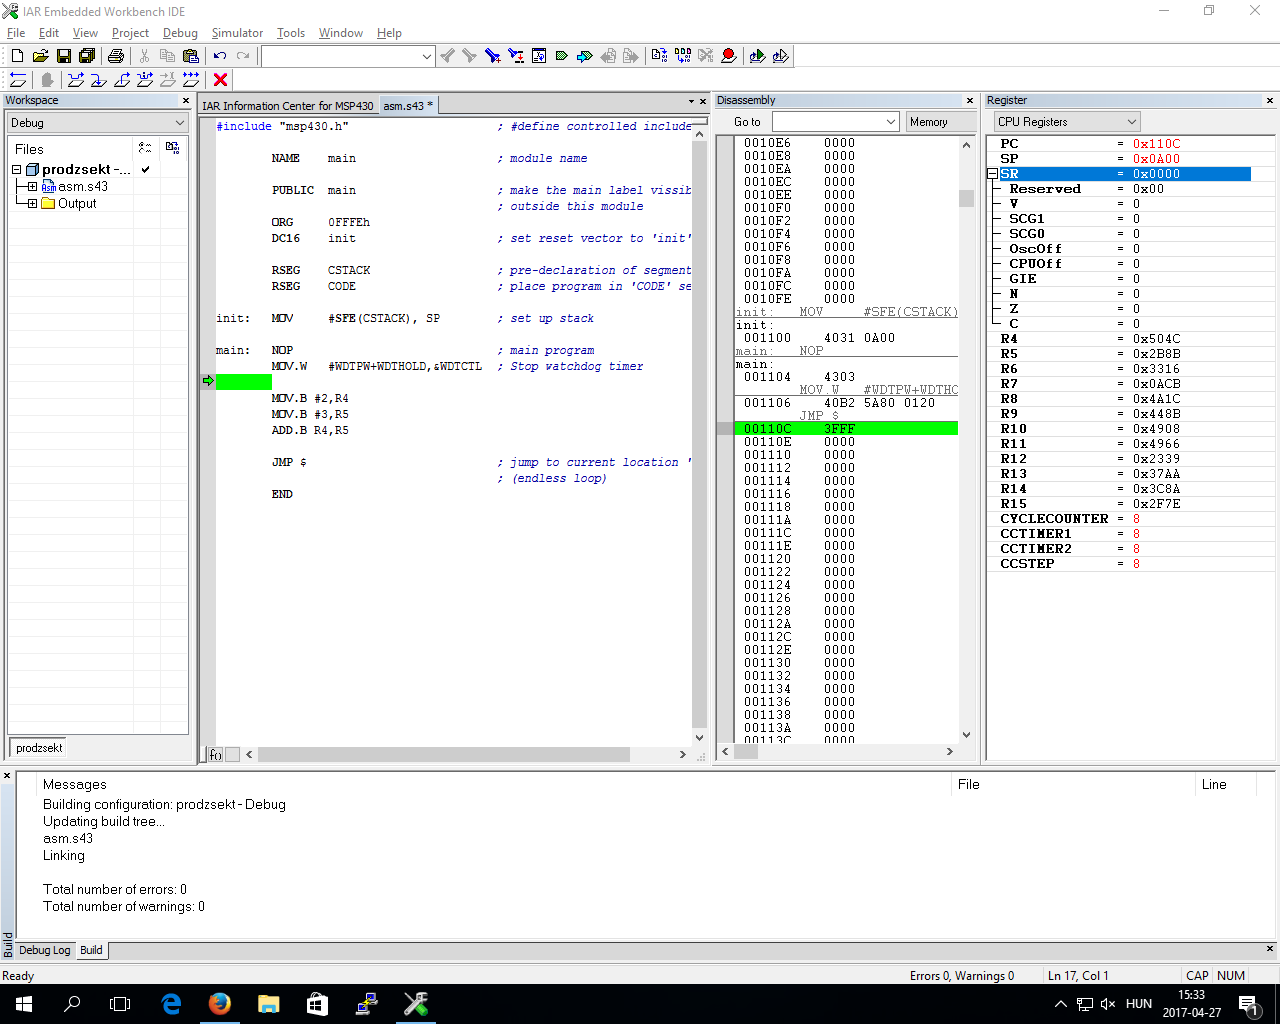 IAR Embedded Workbench IDE
File Edit View Project Debug Simulator Tools Window Help
Workspace
Debug
Files
prodzsekt -...
asm.s43
Output
prodzsekt
IAR Information Center for MSP430 asm.s43 *
#include "msp430.h" ; #define controlled include
NAME main ; module name
PUBLIC main ; make the main label vissib
; outside this module
ORG 0FFFEh
DC16 init ; set reset vector to 'init'
RSEG CSTACK ; pre-declaration of segment
RSEG CODE ; place program in 'CODE' se
init: MOV #SFE(CSTACK), SP ; set up stack
main: NOP ; main program
MOV.W #WDTPW+WDTHOLD,&WDTCTL ; Stop watchdog timer
MOV.B #2,R4
MOV.B #3,R5
ADD.B R4,R5
JMP $ ; jump to current location '
; (endless loop)
END
f()
Disassembly
Go to Memory
0010E6 0000
0010E8 0000
0010EA 0000
0010EC 0000
0010EE 0000
0010F0 0000
0010F2 0000
0010F4 0000
0010F6 0000
0010F8 0000
0010FA 0000
0010FC 0000
0010FE 0000
init: MOV #SFE(CSTACK)
init:
001100 4031 0A00
main: NOP
main:
001104 4303
MOV.W #WDTPW+WDTHO
001106 40B2 5A80 0120
JMP $
00110C 3FFF
00110E 0000
001110 0000
001112 0000
001114 0000
001116 0000
001118 0000
00111A 0000
00111C 0000
00111E 0000
001120 0000
001122 0000
001124 0000
001126 0000
001128 0000
00112A 0000
00112C 0000
00112E 0000
001130 0000
001132 0000
001134 0000
001136 0000
001138 0000
00113A 0000
00113C 0000
Register
CPU Registers
PC = 0x110C
SP = 0x0A00
SR = 0x0000
Reserved = 0x00
V = 0
SCG1 = 0
SCG0 = 0
OscOff = 0
CPUOff = 0
GIE = 0
N = 0
Z = 0
C = 0
R4 = 0x504C
R5 = 0x2B8B
R6 = 0x3316
R7 = 0x0ACB
R8 = 0x4A1C
R9 = 0x448B
R10 = 0x4908
R11 = 0x4966
R12 = 0x2339
R13 = 0x37AA
R14 = 0x3C8A
R15 = 0x2F7E
CYCLECOUNTER = 8
CCTIMER1 = 8
CCTIMER2 = 8
CCSTEP = 8
Messages File Line
Building configuration: prodzsekt - Debug
Updating build tree...
asm.s43
Linking
Total number of errors: 0
Total number of warnings: 0
Build
Debug Log Build
Ready Errors 0, Warnings 0 Ln 17, Col 1 CAP NUM
HUN 15:33
2017-04-27
1